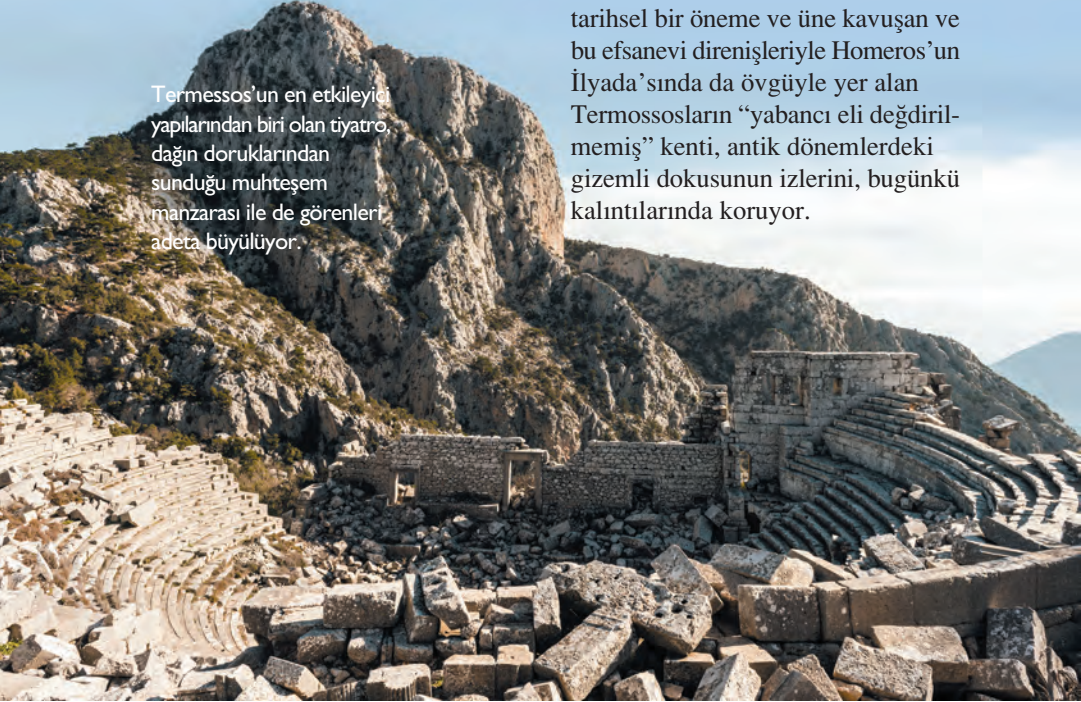 Termessos’un en etkileyici
yapılarından biri olan tiyatro,
dağın doruklarından
sunduğu muhteşem
manzarası ile de görenleri
adeta büyülüyor.
tarihsel bir öneme ve üne kavuşan ve
bu efsanevi direnişleriyle Homeros’un
İlyada’sında da övgüyle yer alan
Termossosların “yabancı eli değdiril-
memiş” kenti, antik dönemlerdeki
gizemli dokusunun izlerini, bugünkü
kalıntılarında koruyor.